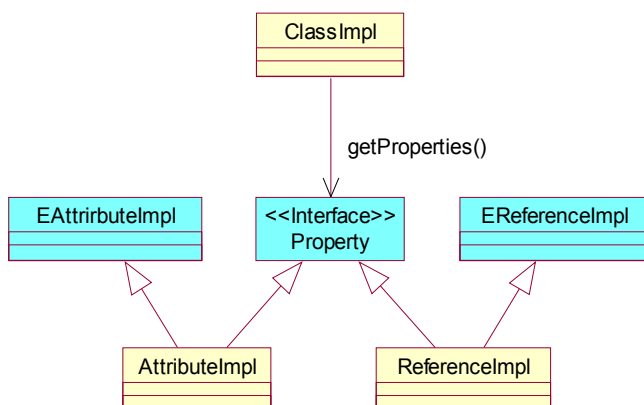 ClassImpl
getProperties()
EAttrirbuteImpl
<<Interface>>
Property
EReferenceImpl
AttributeImpl
ReferenceImpl